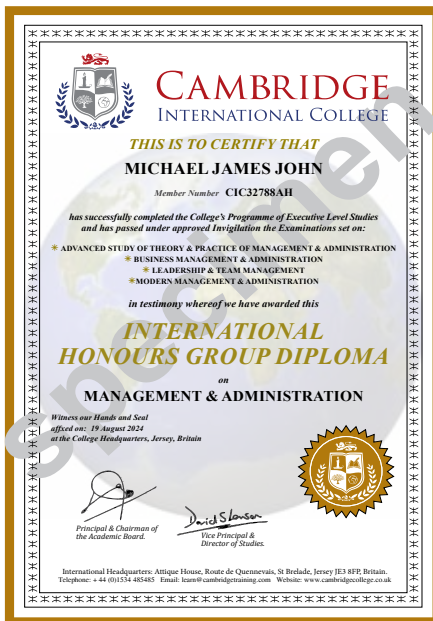 CAMBRIDGE
INTERNATIONAL COLLEGE
THIS IS TO CERTIFY THAT
MICHAEL JAMES JOHN
Member Number CIC32788AH
has successfully completed the College's Programme of Executive Level Studies
and has passed under approved Invigilation the Examinations set on:
✴ ADVANCED STUDY OF THEORY & PRACTICE OF MANAGEMENT & ADMINISTRATION
✴ BUSINESS MANAGEMENT & ADMINISTRATION
✴ LEADERSHIP & TEAM MANAGEMENT
✴MODERN MANAGEMENT & ADMINISTRATION
in testimony whereof we have awarded this
INTERNATIONAL
HONOURS GROUP DIPLOMA
on
MANAGEMENT & ADMINISTRATION
Witness our Hands and Seal
affxed on: 19 August 2024
at the College Headquarters, Jersey, Britain
David S Lawson
Principal & Chairman of
the Academic Board.
Vice Principal &
Director of Studies.
International Headquarters: Attique House, Route de Quennevais, St Brelade, Jersey JE3 8FP, Britain.
Telephone: + 44 (0)1534 485485 Email: learn@cambridgetraining.com Website: www.cambridgecollege.co.uk
specimen